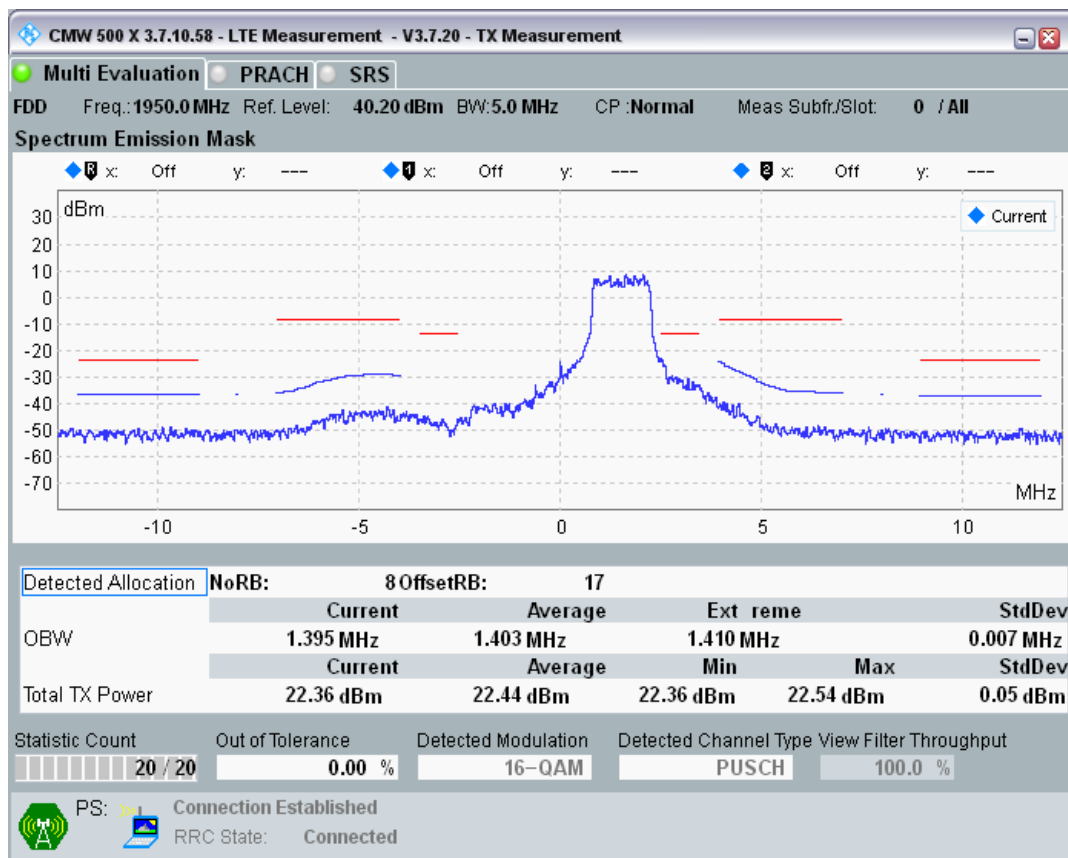 CMW 500 X 3.7.10.58 - LTE Measurement - V3.7.20 - TX Measurement
Multi Evaluation PRACH SRS
FDD Freq.: 1950.0 MHz Ref. Level: 40.20 dBm BW: 5.0 MHz CP : Normal Meas Subfr./Slot: 0 / All
Spectrum Emission Mask
R x: Off y: --- 1 x: Off y: --- 2 x: Off y: ---
dBm
Current
30
20
10
0
-10
-20
-30
-40
-50
-60
-70
MHz
-10 -5 0 5 10
Detected Allocation NoRB: 8 OffsetRB: 17
Current Average Ext reme StdDev
OBW 1.395 MHz 1.403 MHz 1.410 MHz 0.007 MHz
Current Average Min Max StdDev
Total TX Power 22.36 dBm 22.44 dBm 22.36 dBm 22.54 dBm 0.05 dBm
Statistic Count Out of Tolerance Detected Modulation Detected Channel Type View Filter Throughput
20 / 20 0.00 % 16-QAM PUSCH 100.0 %
PS: Connection Established
RRC State: Connected